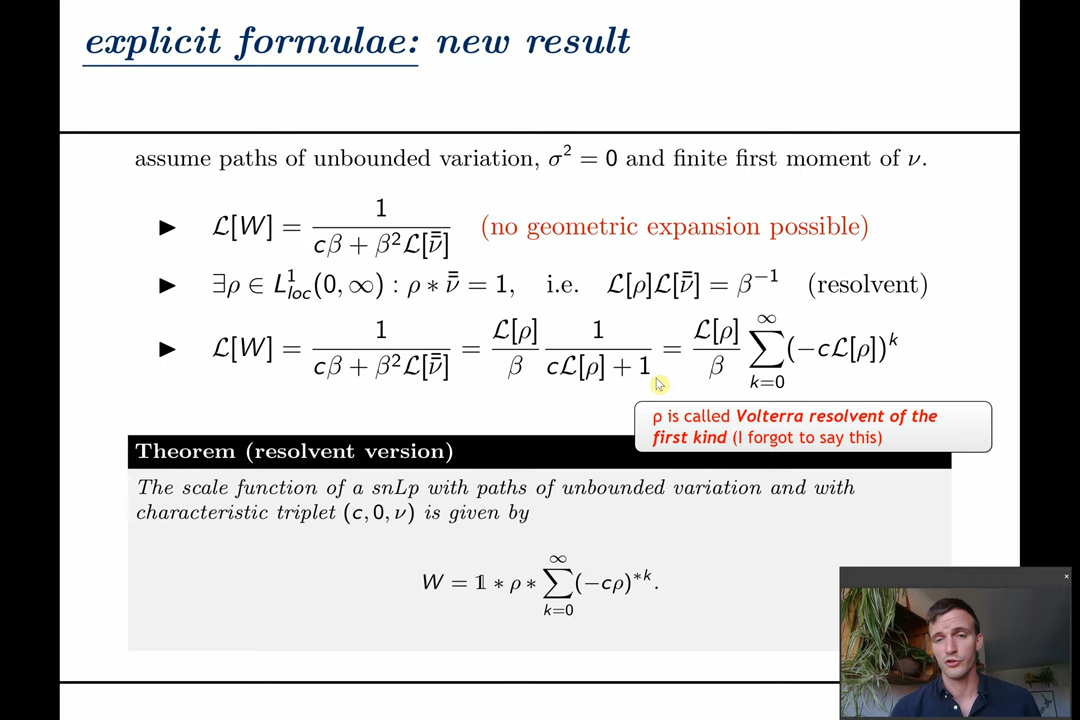 explicit formulae: new result
assume paths of unbounded variation, σ² = 0 and finite first moment of ν.
▶ ℒ[W] = 1 / (cβ + β²ℒ[ν̿]) (no geometric expansion possible)
▶ ∃ρ ∈ L¹_loc(0, ∞) : ρ ∗ ν̿ = 1, i.e. ℒ[ρ]ℒ[ν̿] = β⁻¹ (resolvent)
▶ ℒ[W] = 1 / (cβ + β²ℒ[ν̿]) = ℒ[ρ]/β 1 / (cℒ[ρ] + 1) = ℒ[ρ]/β ∑_{k=0}^{∞} (−cℒ[ρ])^k
ρ is called Volterra resolvent of the
first kind (I forgot to say this)
Theorem (resolvent version)
The scale function of a snLp with paths of unbounded variation and with
characteristic triplet (c, 0, ν) is given by
W = 𝟙 ∗ ρ ∗ ∑_{k=0}^{∞} (−cρ)^{∗k}.